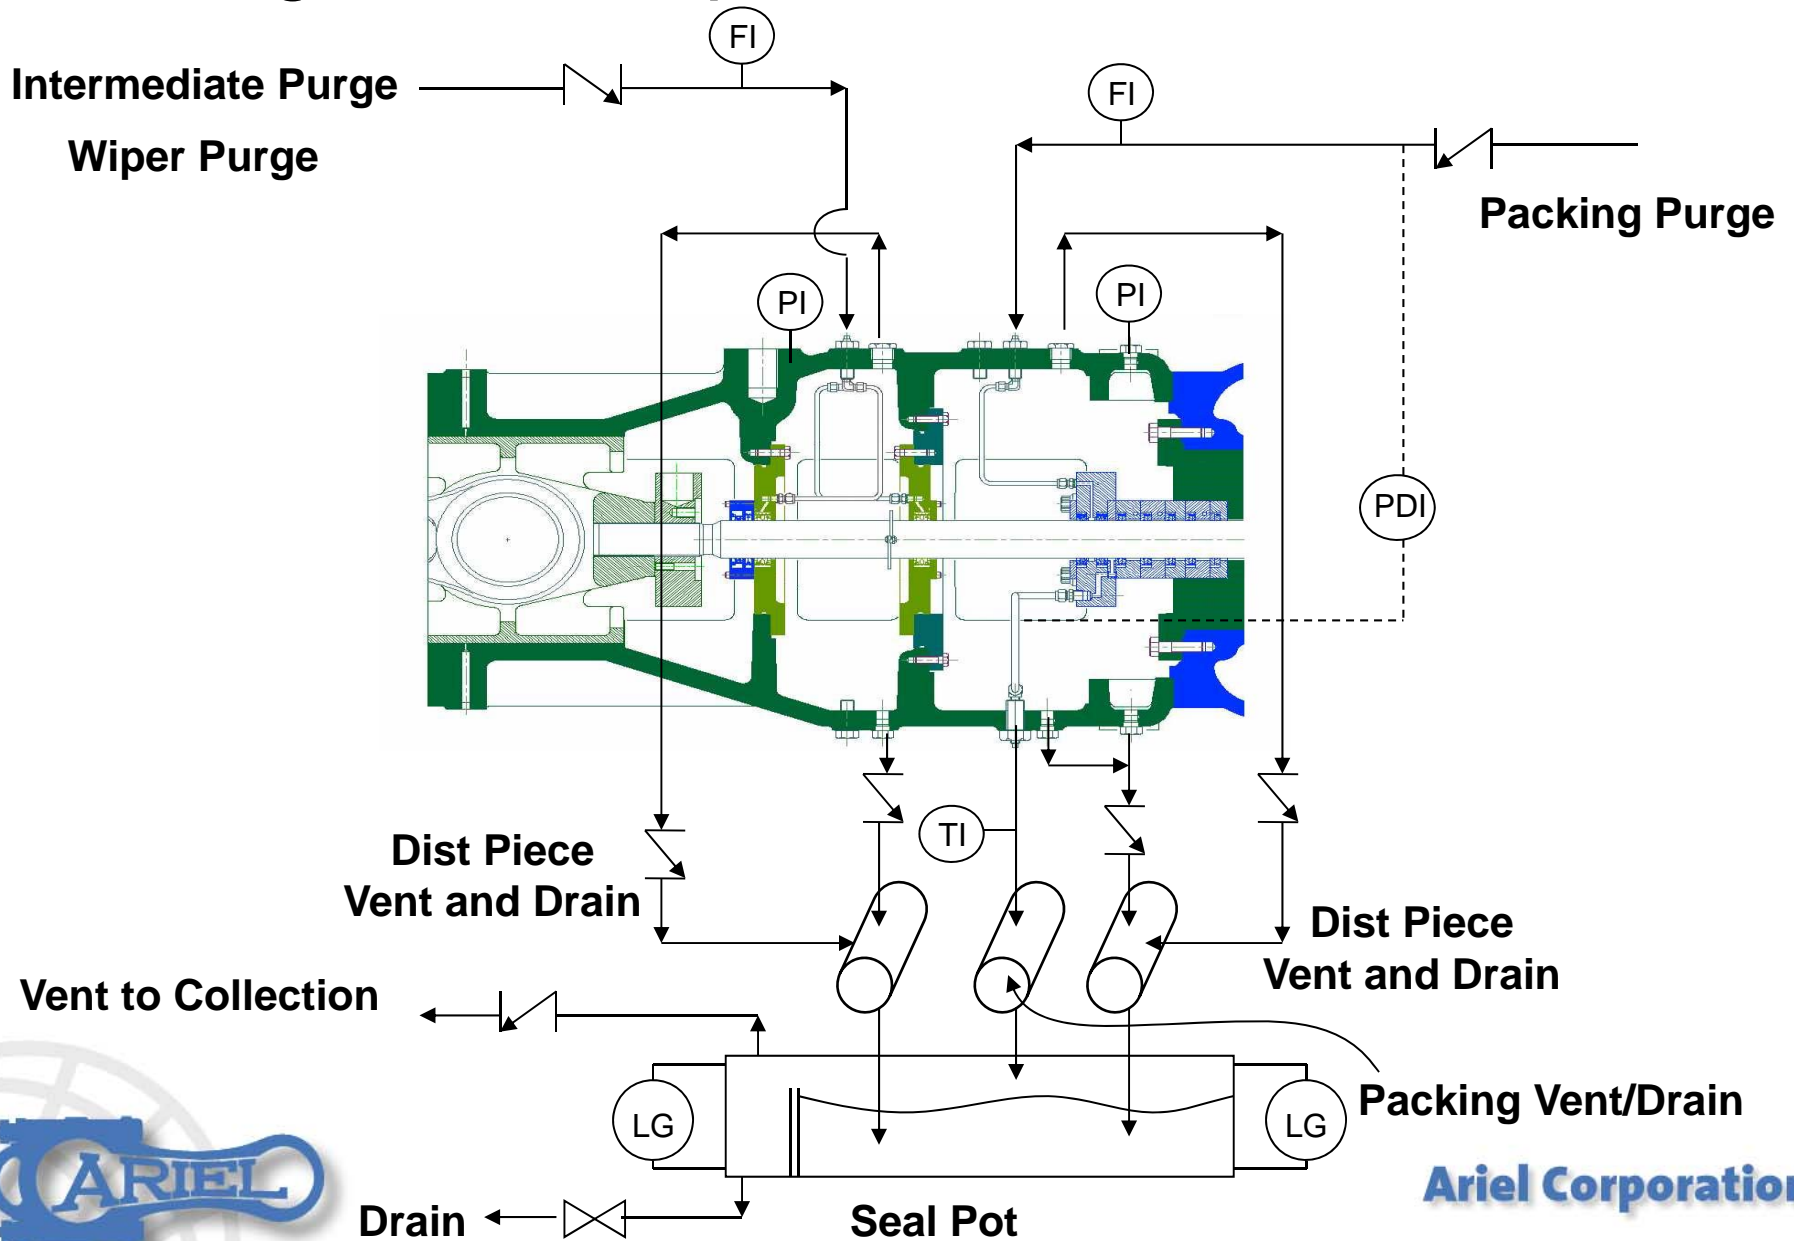 FI
Intermediate Purge
FI
Wiper Purge
Packing Purge
PI
PI
PDI
TI
Dist Piece
Vent and Drain
Dist Piece
Vent and Drain
Vent to Collection
Packing Vent/Drain
LG
LG
ARIEL
Ariel Corporation
Drain
Seal Pot